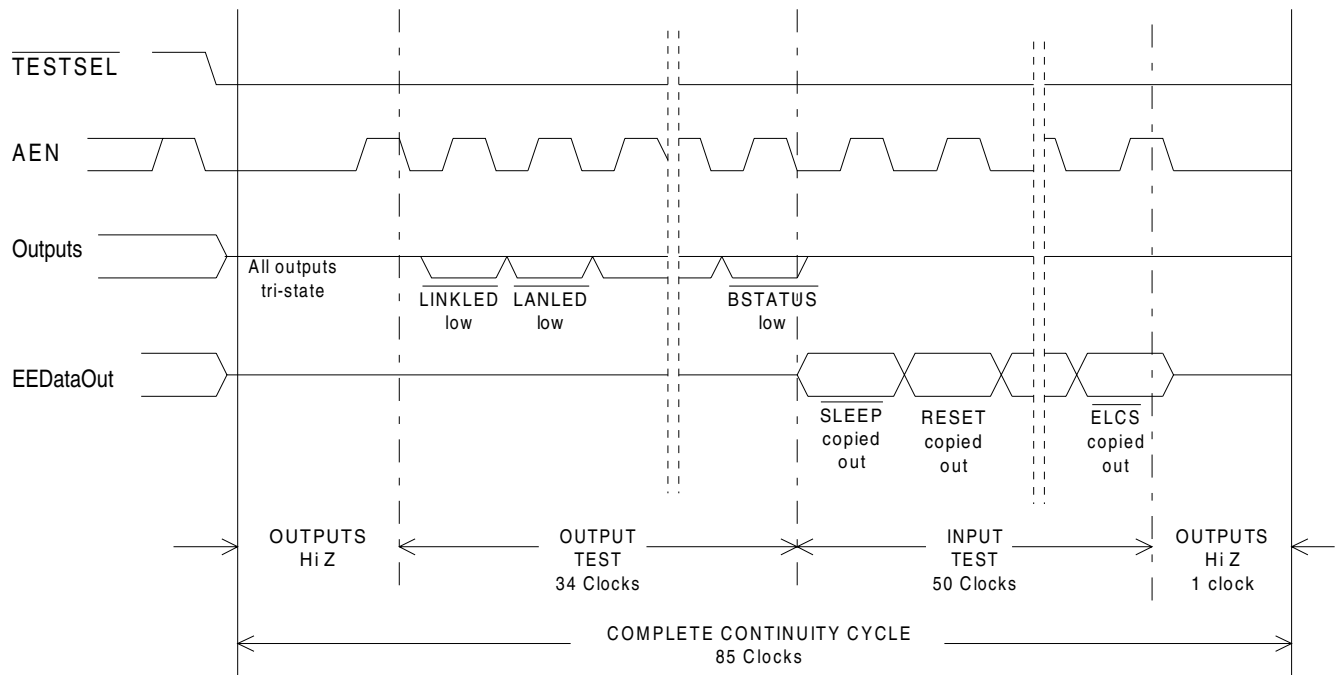 TESTSEL
AEN
Outputs
All outputs
tri-state
LINKLED
low
LANLED
low
BSTATUS
low
EEDataOut
SLEEP
copied
out
RESET
copied
out
ELCS
copied
out
OUTPUTS
Hi Z
OUTPUT
TEST
34 Clocks
INPUT
TEST
50 Clocks
OUTPUTS
Hi Z
1 clock
COMPLETE CONTINUITY CYCLE
85 Clocks